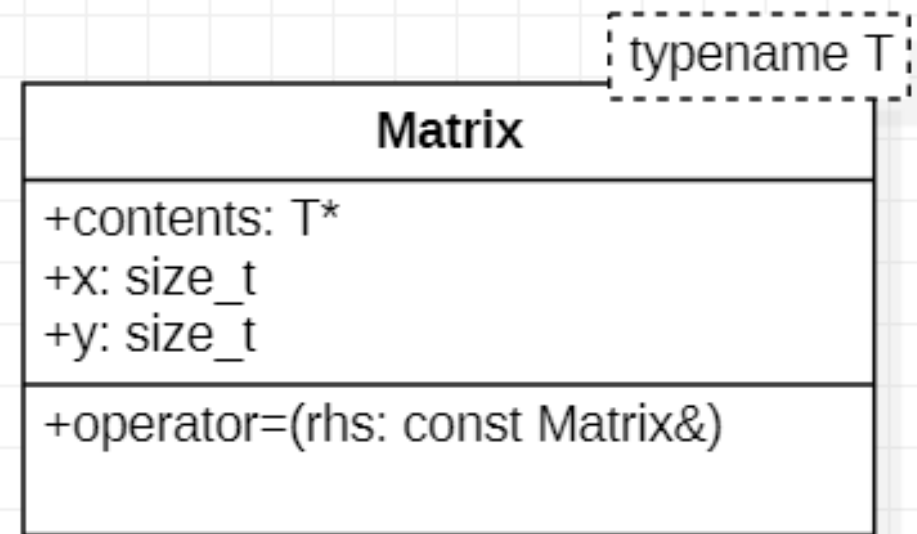 typename T
Matrix
+contents: T*
+x: size_t
+y: size_t
+operator=(rhs: const Matrix&)